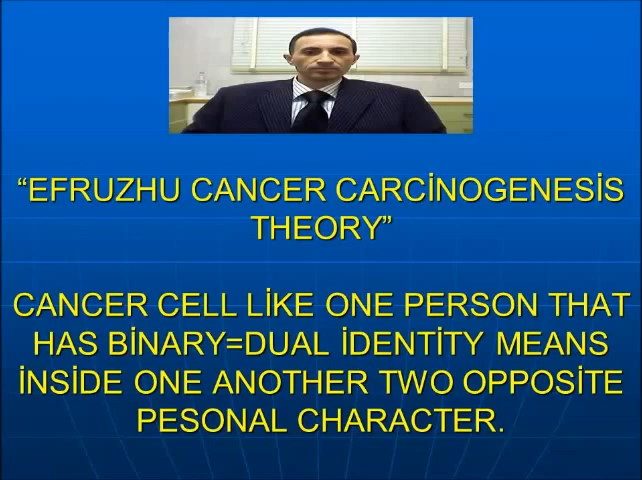 “EFRUZHU CANCER CARCİNOGENESİS
THEORY”
CANCER CELL LİKE ONE PERSON THAT
HAS BİNARY=DUAL İDENTİTY MEANS
İNSİDE ONE ANOTHER TWO OPPOSİTE
PESONAL CHARACTER.